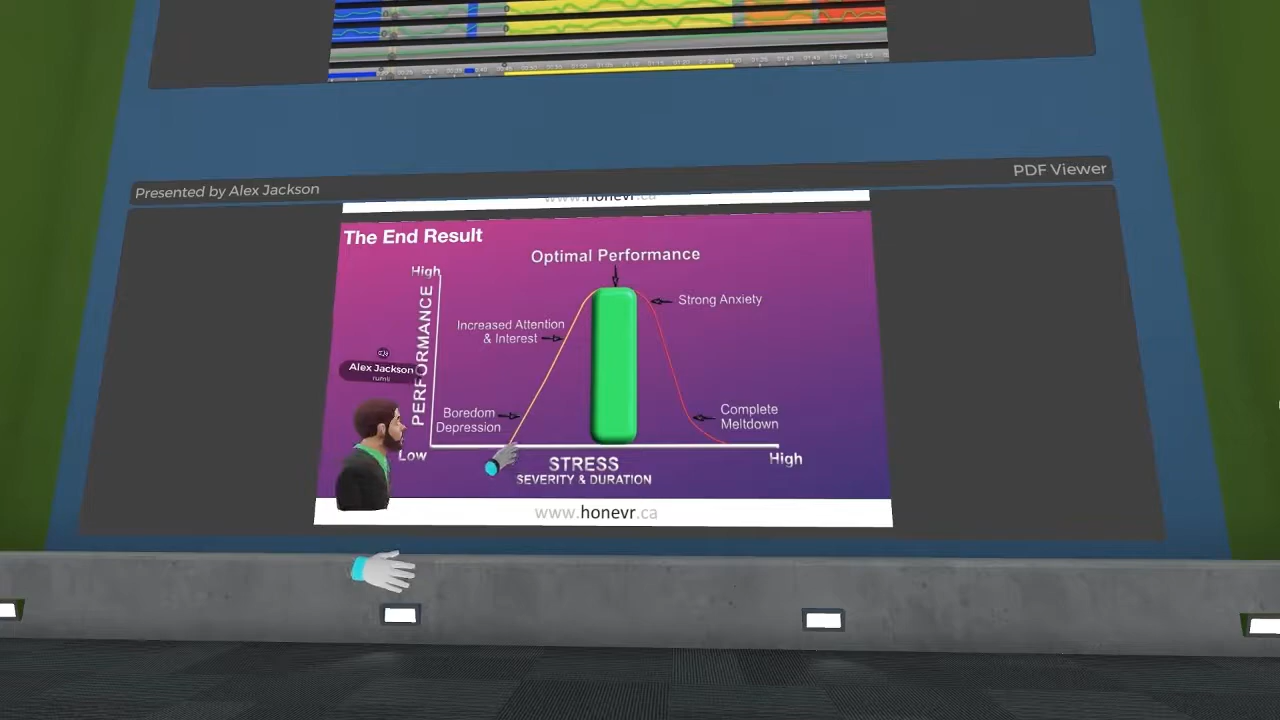 Presented by Alex Jackson
PDF Viewer
www.honevr.ca
The End Result
Optimal Performance
High
Strong Anxiety
Increased Attention
& Interest
PERFORMANCE
Alex Jackson
Boredom
Depression
Complete
Meltdown
Low
STRESS
High
SEVERITY & DURATION
www.honevr.ca